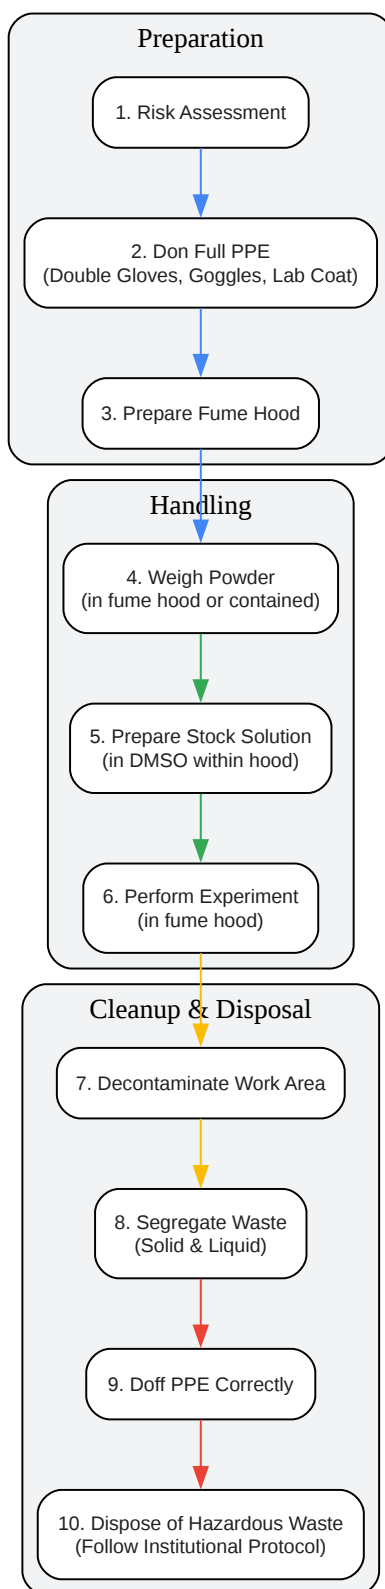 Preparation
1. Risk Assessment
2. Don Full PPE
(Double Gloves, Goggles, Lab Coat)
3. Prepare Fume Hood
Handling
4. Weigh Powder
(in fume hood or contained)
5. Prepare Stock Solution
(in DMSO within hood)
6. Perform Experiment
(in fume hood)
Cleanup & Disposal
7. Decontaminate Work Area
8. Segregate Waste
(Solid & Liquid)
9. Doff PPE Correctly
10. Dispose of Hazardous Waste
(Follow Institutional Protocol)